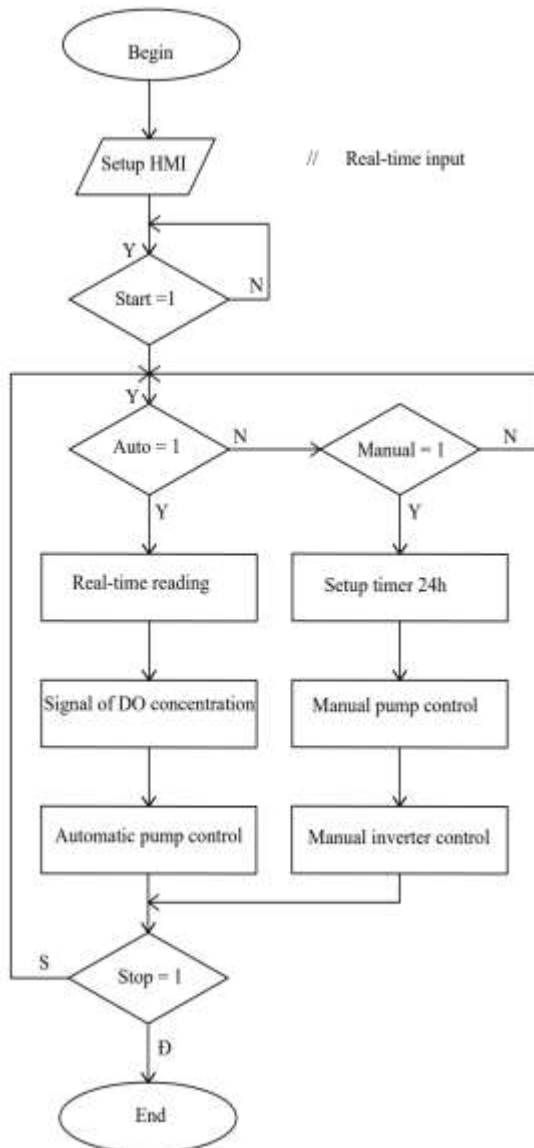 Begin
Setup HMI
// Real-time input
Y
Start =1
N
Y
Auto = 1
N
Manual = 1
N
Y
Y
Real-time reading
Setup timer 24h
Signal of DO concentration
Manual pump control
Automatic pump control
Manual inverter control
S
Stop = 1
Đ
End